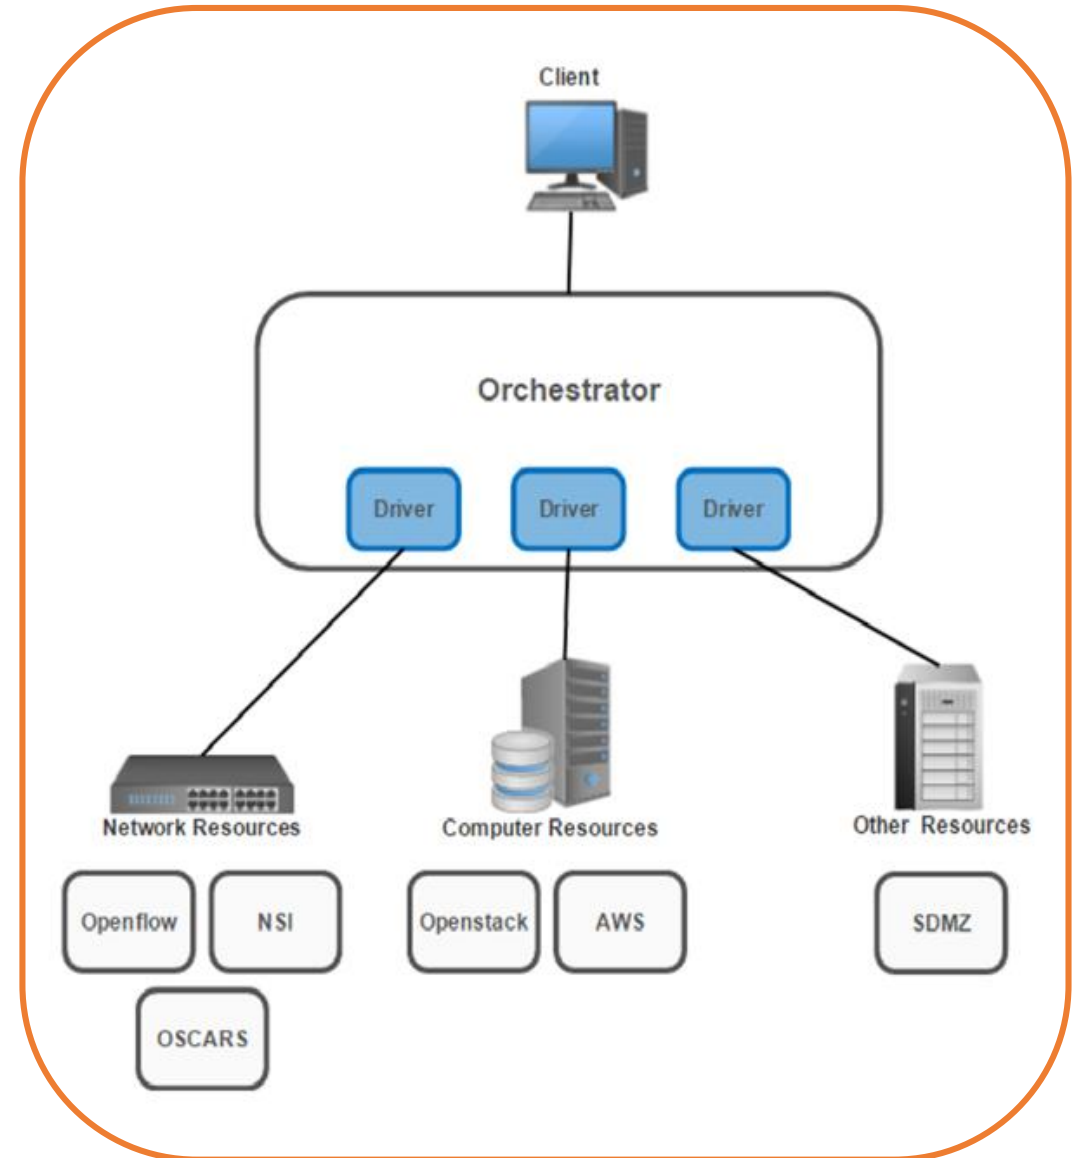 Client
Orchestrator
Driver
Driver
Driver
Network Resources
Computer Resources
Other Resources
Openflow
NSI
Openstack
AWS
SDMZ
OSCARS